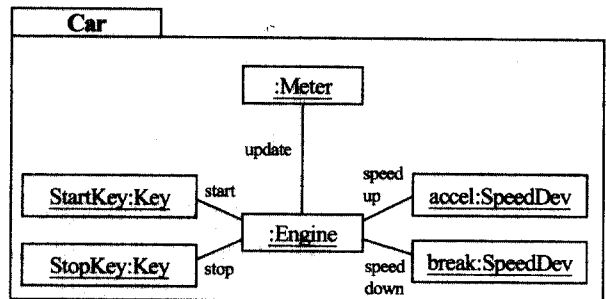 Car
:Meter
update
StartKey:Key
start
speed
up
accel:SpeedDev
:Engine
StopKey:Key
stop
speed
down
break:SpeedDev